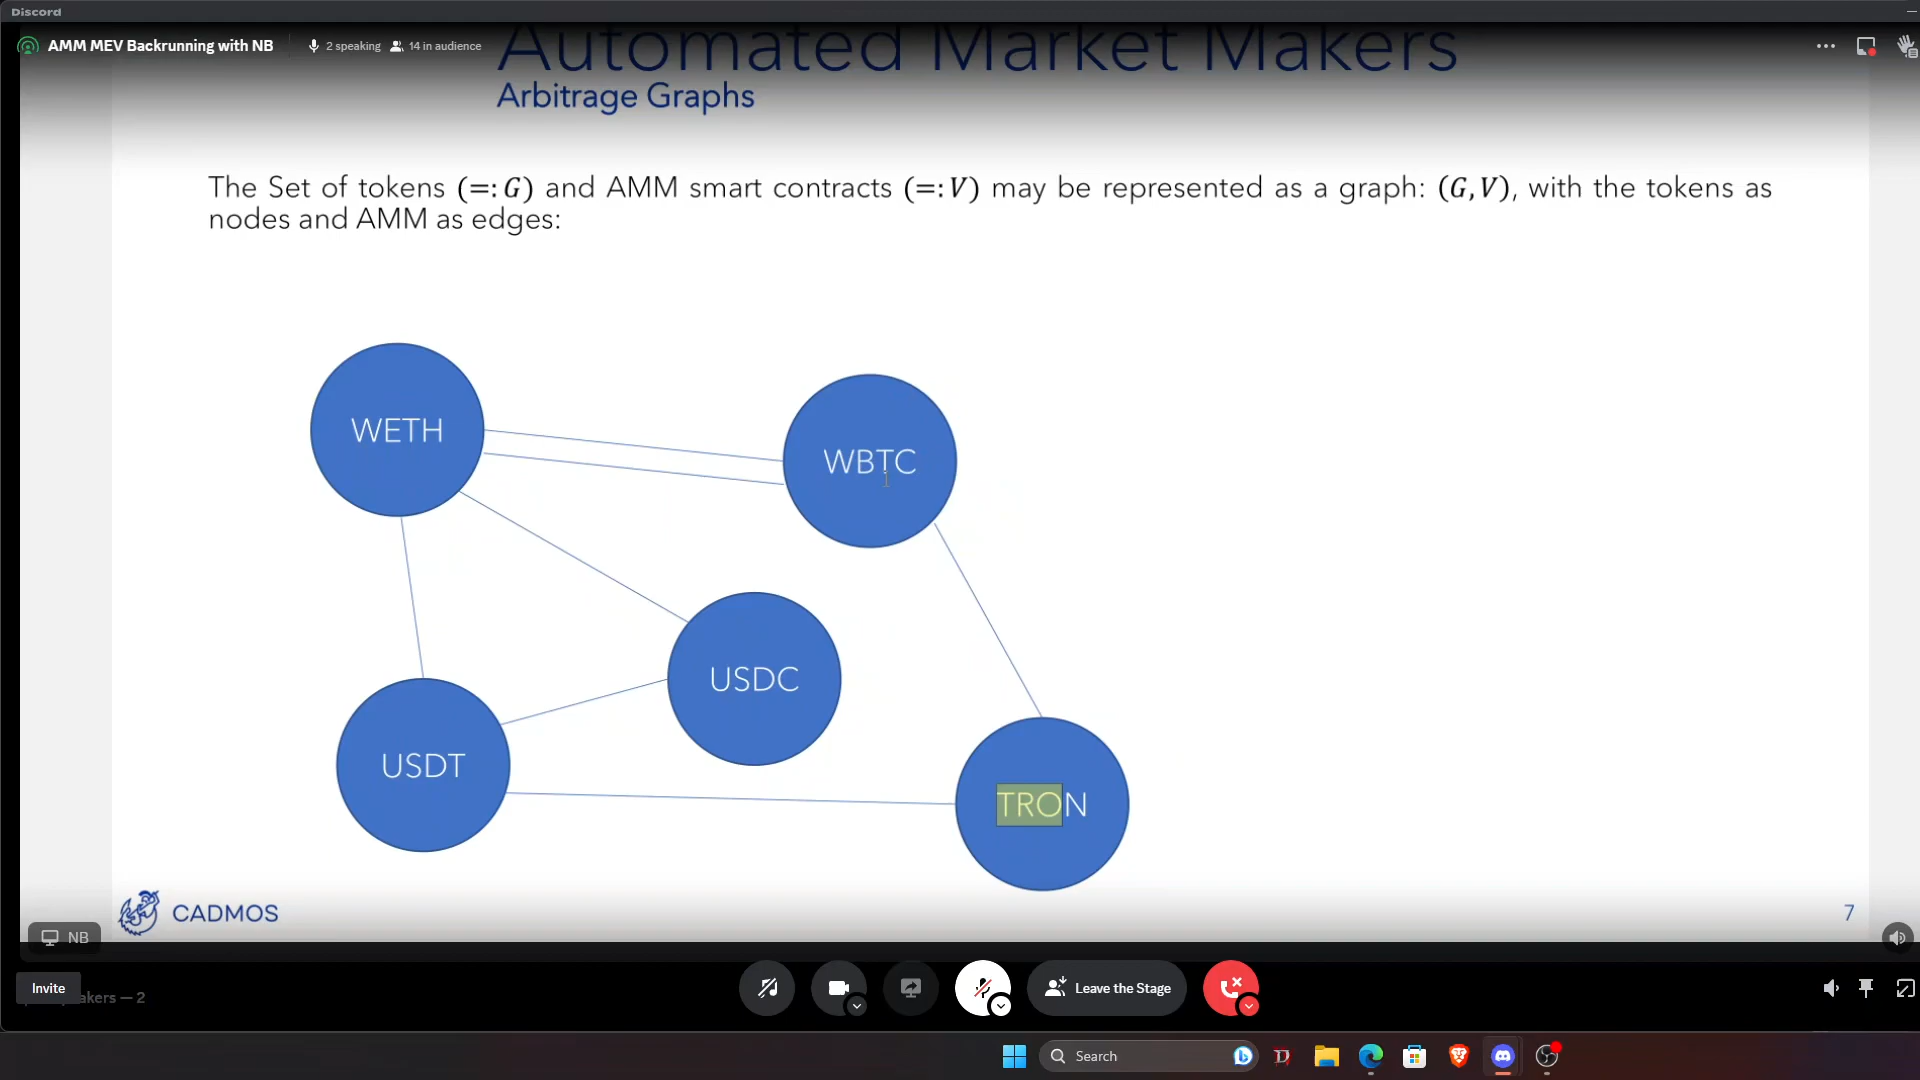 Discord
AMM MEV Backrunning with NB
2 speaking
14 in audience
Automated Market Makers
Arbitrage Graphs
The Set of tokens (=: G) and AMM smart contracts (=: V) may be represented as a graph: (G, V), with the tokens as
nodes and AMM as edges:
WETH
WBTC
USDC
USDT
TRON
CADMOS
7
NB
Invite
akers — 2
Leave the Stage
Search